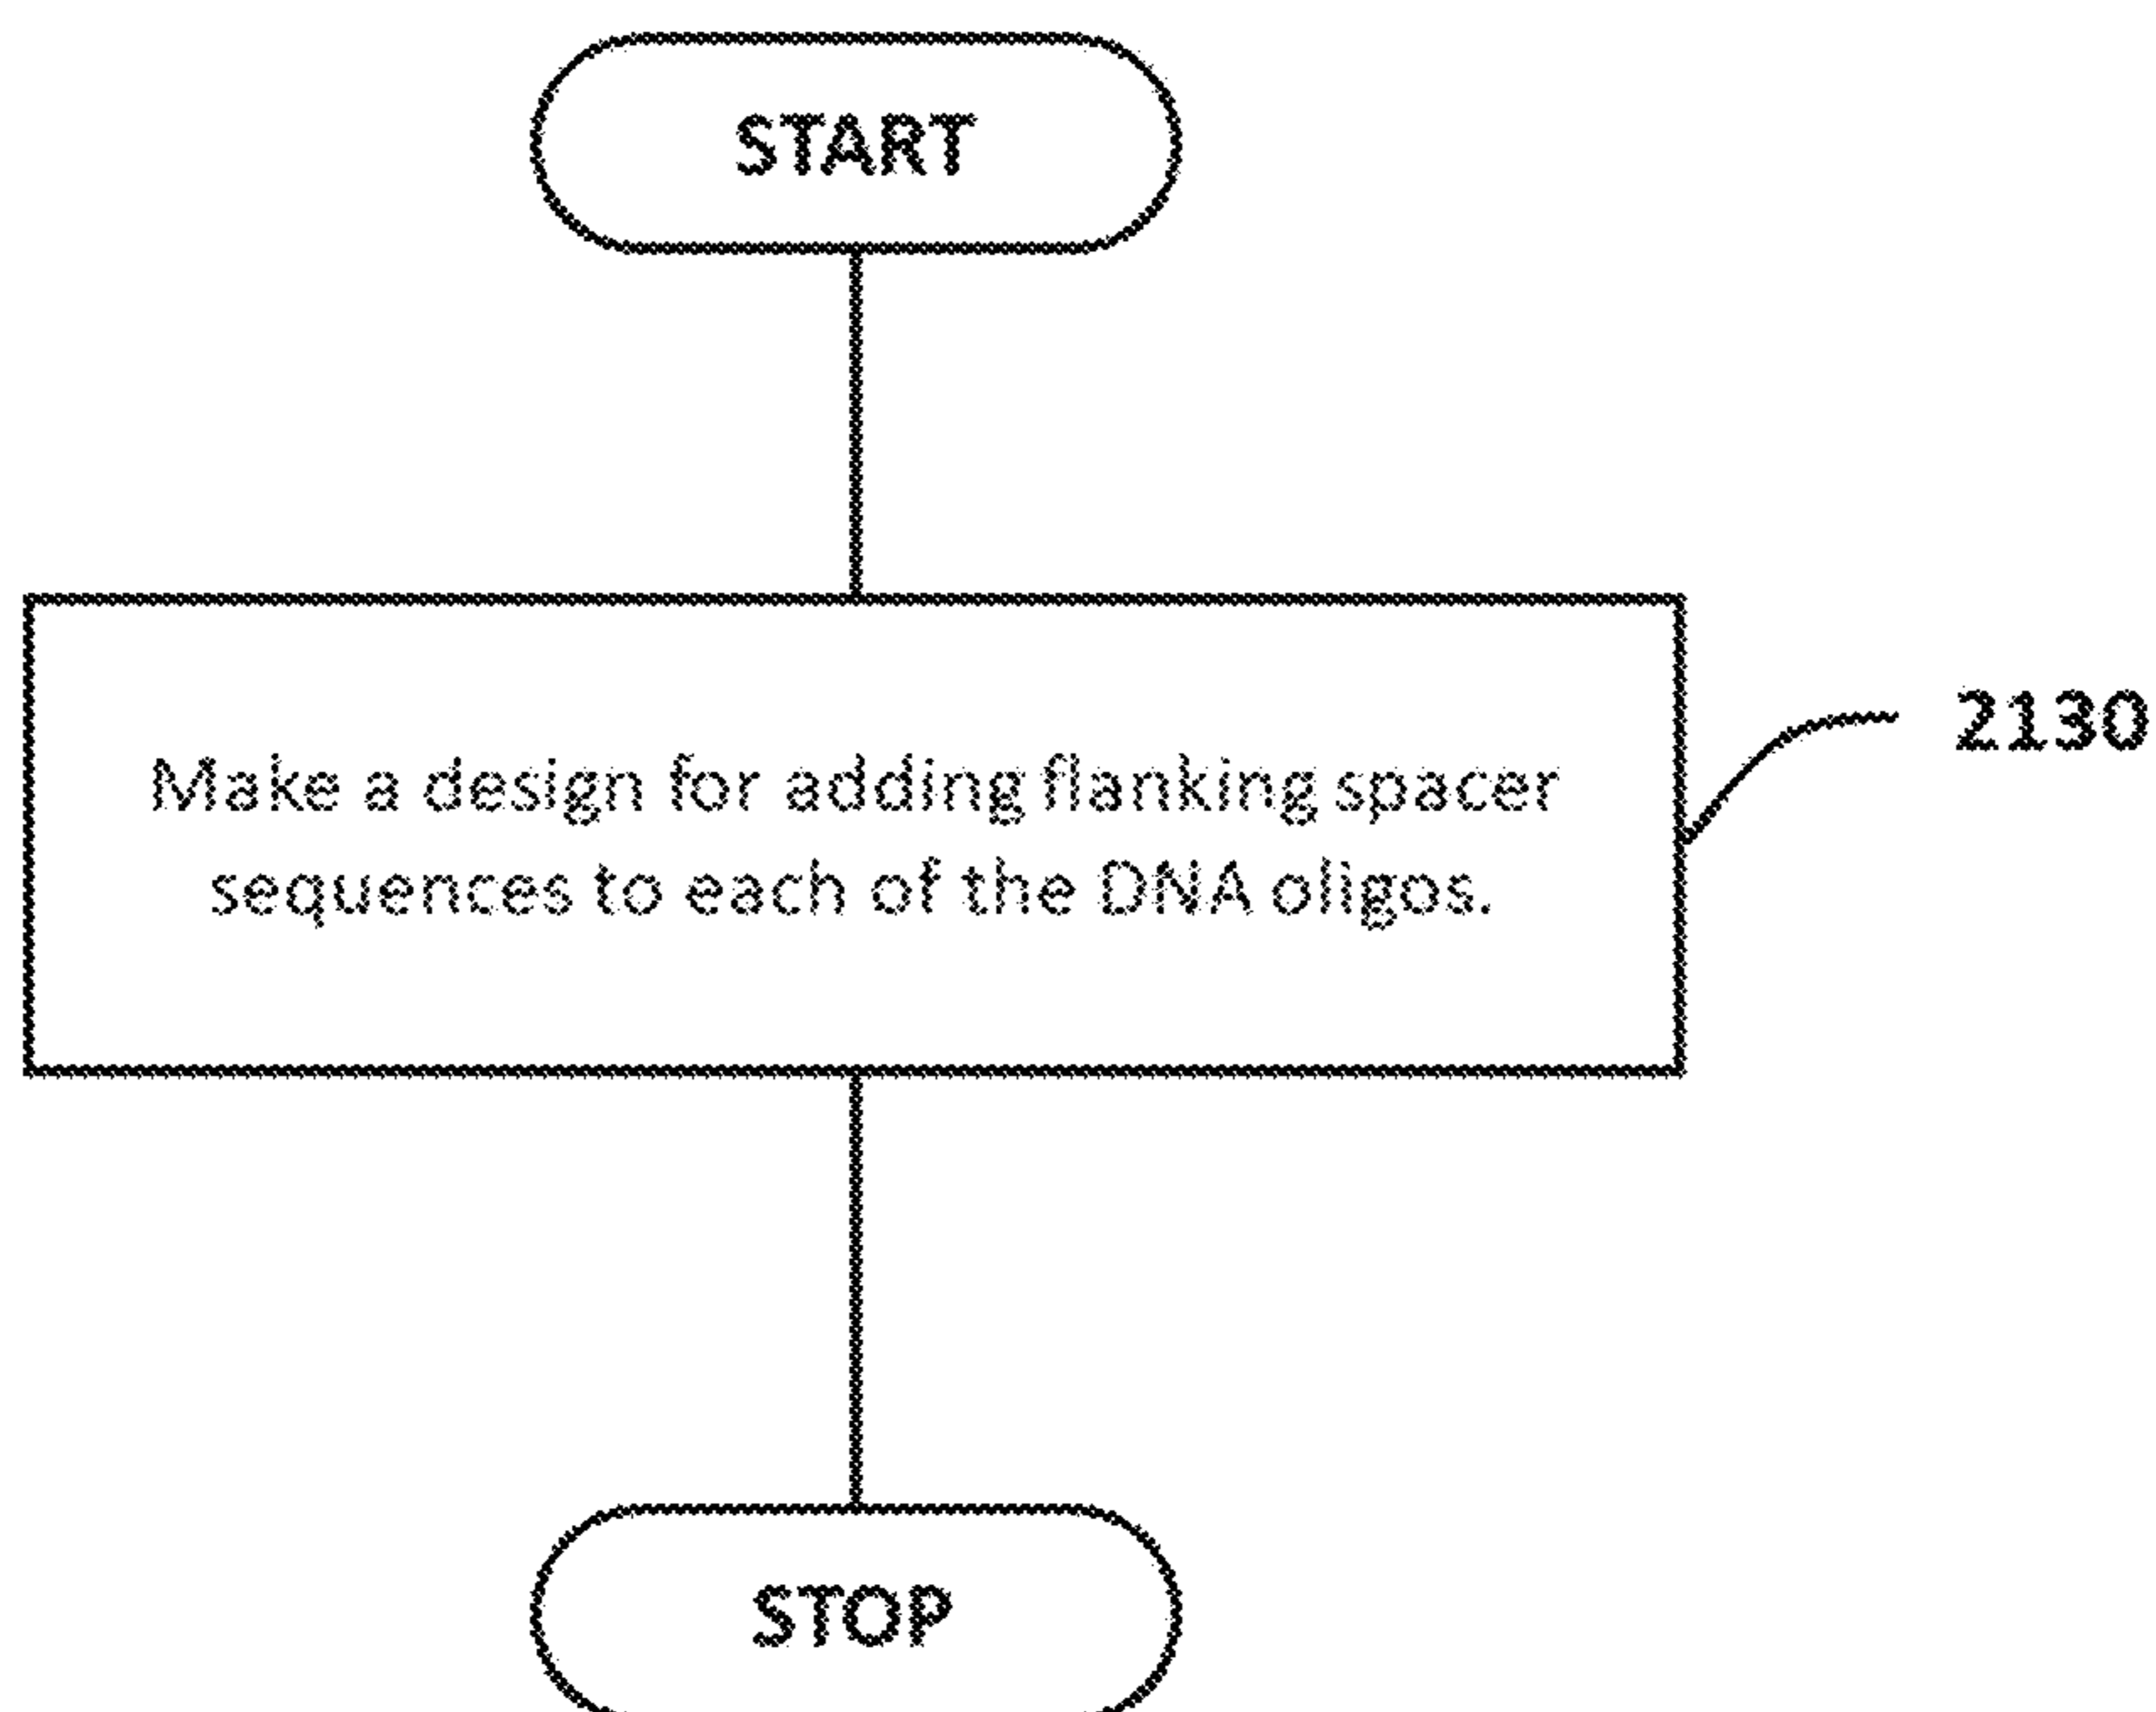 START
2130
Make a design for adding flanking spacer
sequences to each of the DNA oligos.
STOP